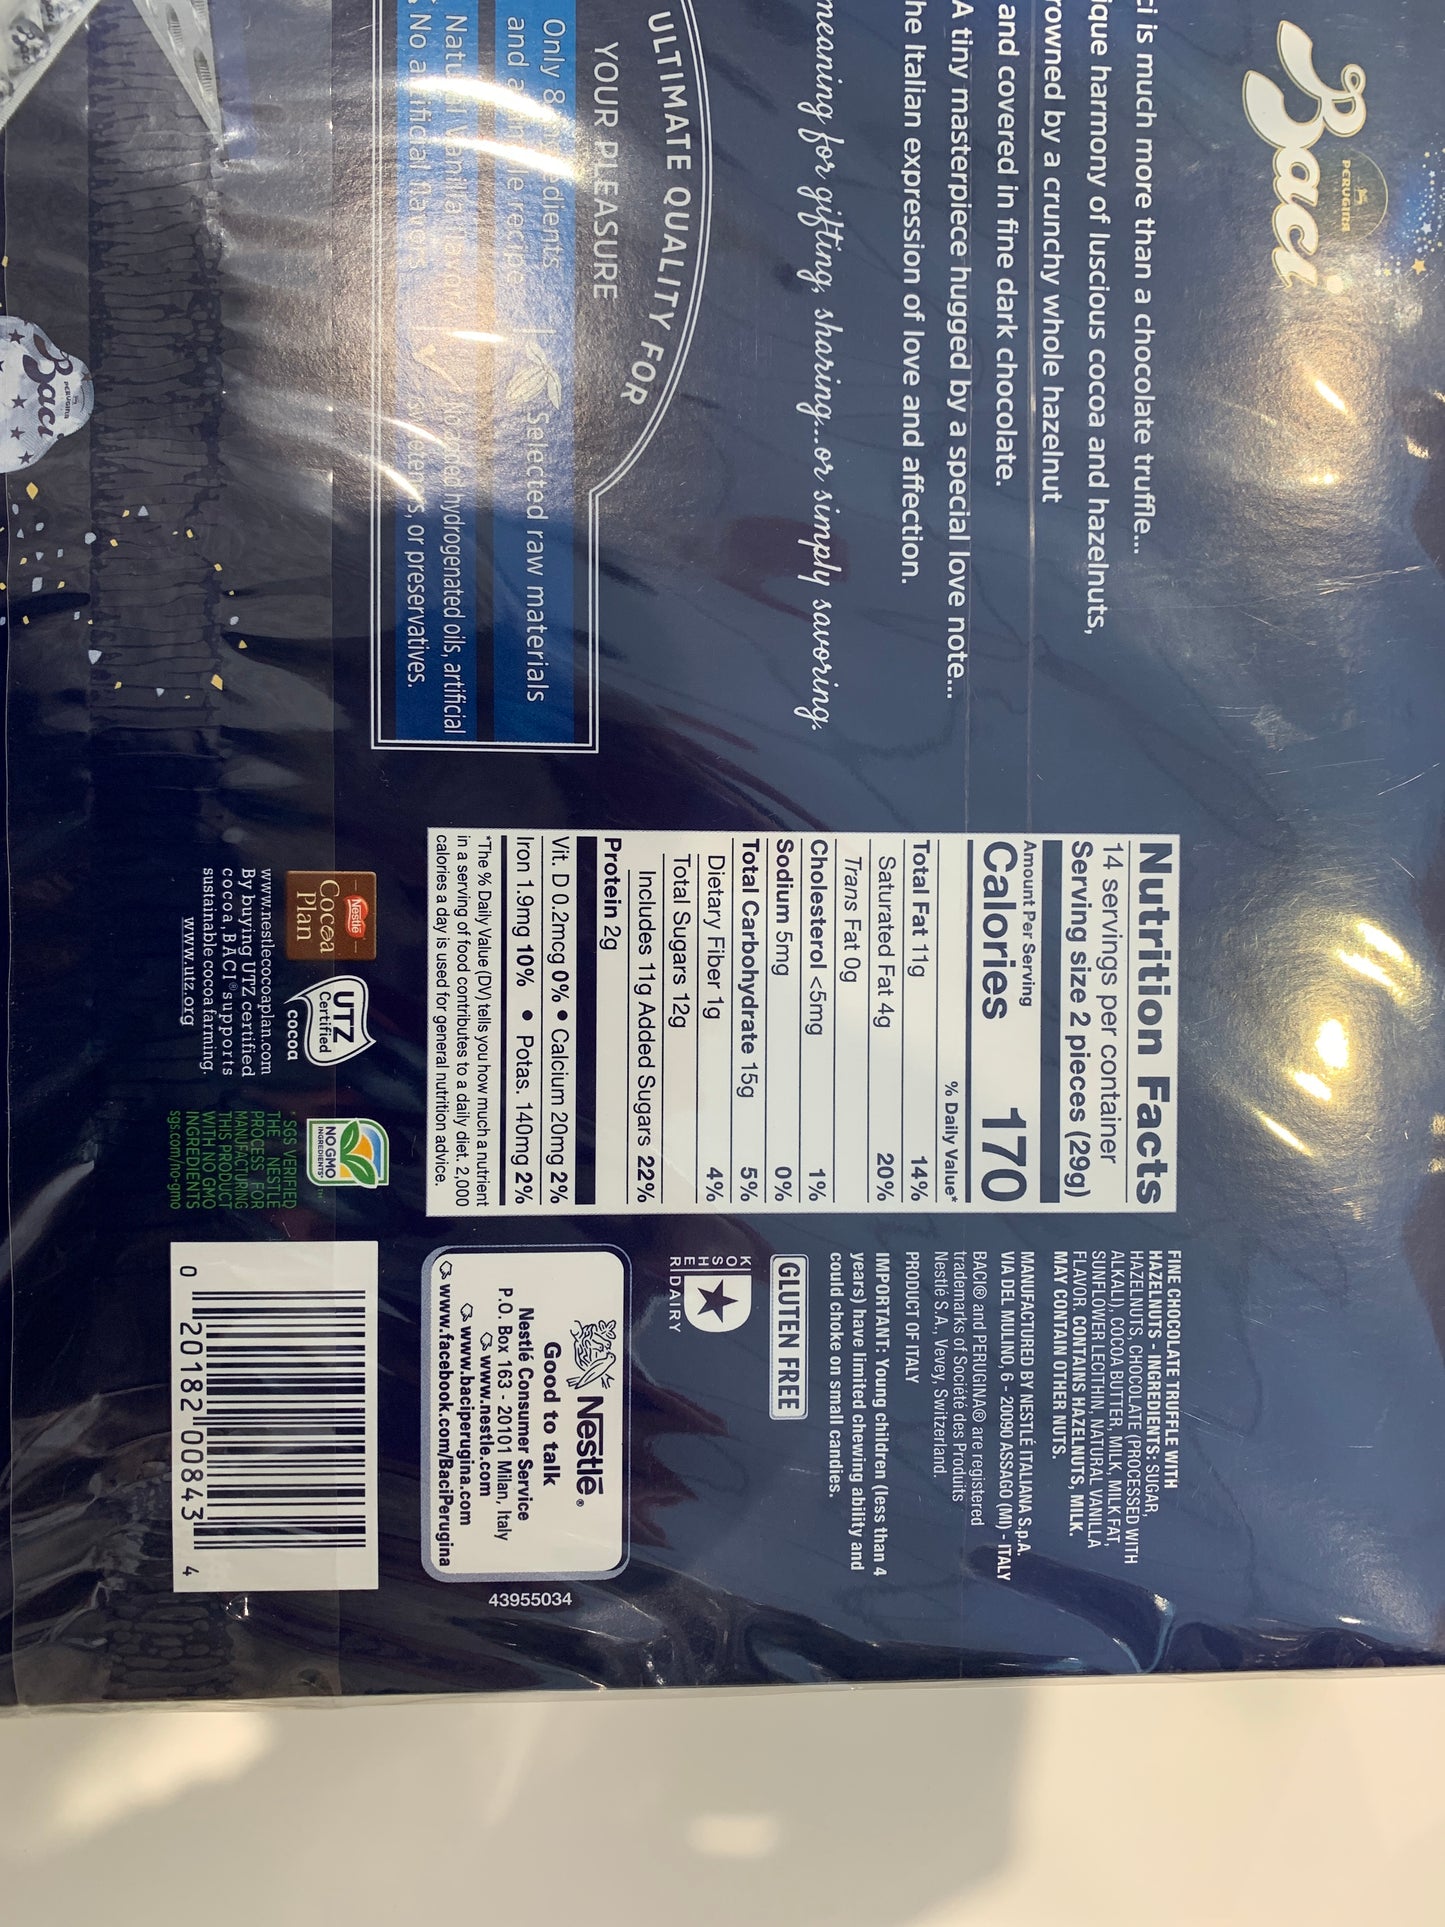 PERUGINA
Baci
ci is much more than a chocolate truffle...
ique harmony of luscious cocoa and hazelnuts,
rowned by a crunchy whole hazelnut
and covered in fine dark chocolate.
A tiny masterpiece hugged by a special love note...
he Italian expression of love and affection.
meaning for gifting, sharing...or simply savoring.
ULTIMATE QUALITY FOR
YOUR PLEASURE
Only 8
and a
recipe
Selected raw materials
hydrogenated oils, artificial
or preservatives.
PERUGINA
Baci
Nutrition Facts
14 servings per container
Serving size 2 pieces (29g)
Amount Per Serving
Calories 170
% Daily Value*
Total Fat 11g 14%
Saturated Fat 4g 20%
Trans Fat 0g
Cholesterol <5mg 1%
Sodium 5mg 0%
Total Carbohydrate 15g 5%
Dietary Fiber 1g 4%
Total Sugars 12g
Includes 11g Added Sugars 22%
Protein 2g
Vit. D 0.2mcg 0% • Calcium 20mg 2%
Iron 1.9mg 10% • Potas. 140mg 2%
*The % Daily Value (DV) tells you how much a nutrient
in a serving of food contributes to a daily diet. 2,000
calories a day is used for general nutrition advice.
Nestlé
Cocoa
Plan
UTZ
Certified
cocoa
www.nestlecocoaplan.com
By buying UTZ certified
cocoa, BACI® supports
sustainable cocoa farming.
www.utz.org
NO GMO
INGREDIENTS*
*SGS VERIFIED
THE NESTLE
PROCESS FOR
MANUFACTURING
THIS PRODUCT
WITH NO GMO
INGREDIENTS
sgs.com/no-gmo
FINE CHOCOLATE TRUFFLE WITH
HAZELNUTS - INGREDIENTS: SUGAR,
HAZELNUTS, CHOCOLATE (PROCESSED WITH
ALKALI), COCOA BUTTER, MILK, MILK FAT,
SUNFLOWER LECITHIN, NATURAL VANILLA
FLAVOR. CONTAINS HAZELNUTS, MILK.
MAY CONTAIN OTHER NUTS.
MANUFACTURED BY NESTLÉ ITALIANA S.p.A.
VIA DEL MULINO, 6 - 20090 ASSAGO (MI) - ITALY
BACI® and PERUGINA® are registered
trademarks of Société des Produits
Nestlé S.A., Vevey, Switzerland.
PRODUCT OF ITALY
IMPORTANT: Young children (less than 4
years) have limited chewing ability and
could choke on small candies.
GLUTEN FREE
KOSHER
DAIRY
Nestlé®
Good to talk
Nestlé Consumer Service
P.O. Box 163 - 20101 Milan, Italy
www.nestle.com
www.baciperugina.com
www.facebook.com/BaciPerugina
43955034
0 20182 00843 4